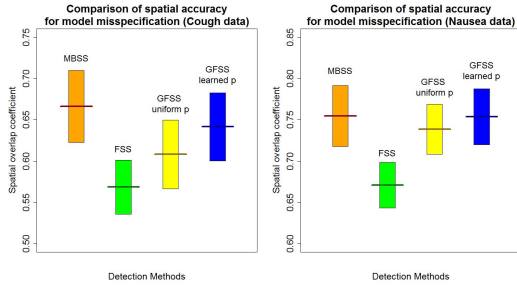 Comparison of spatial accuracy
for model misspecification (Cough data)
Spatial overlap coefficient
0.75
0.70
0.65
0.60
0.55
0.50
MBSS
FSS
GFSS
uniform p
GFSS
learned p
Detection Methods
Comparison of spatial accuracy
for model misspecification (Nausea data)
Spatial overlap coefficient
0.85
0.80
0.75
0.70
0.65
0.60
MBSS
FSS
GFSS
uniform p
GFSS
learned p
Detection Methods